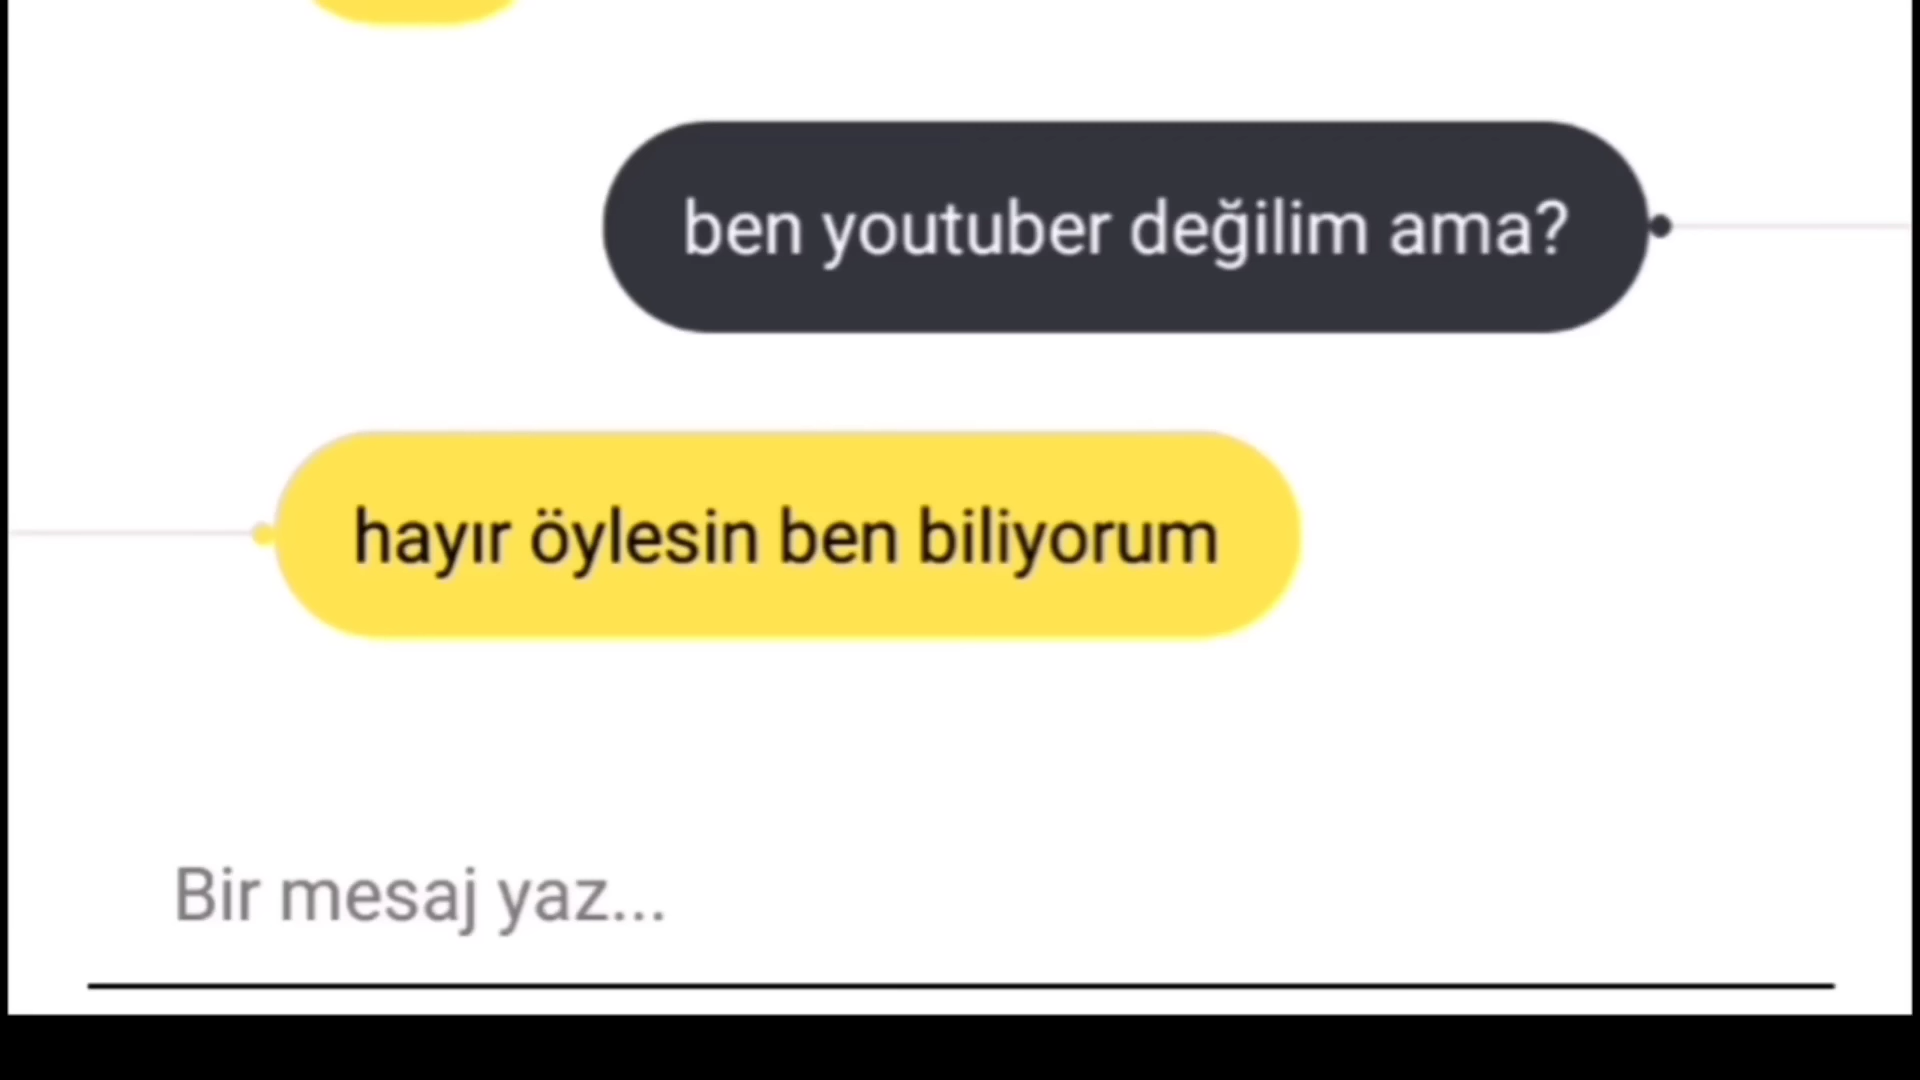 ben youtuber değilim ama?
hayır öylesin ben biliyorum
Bir mesaj yaz...